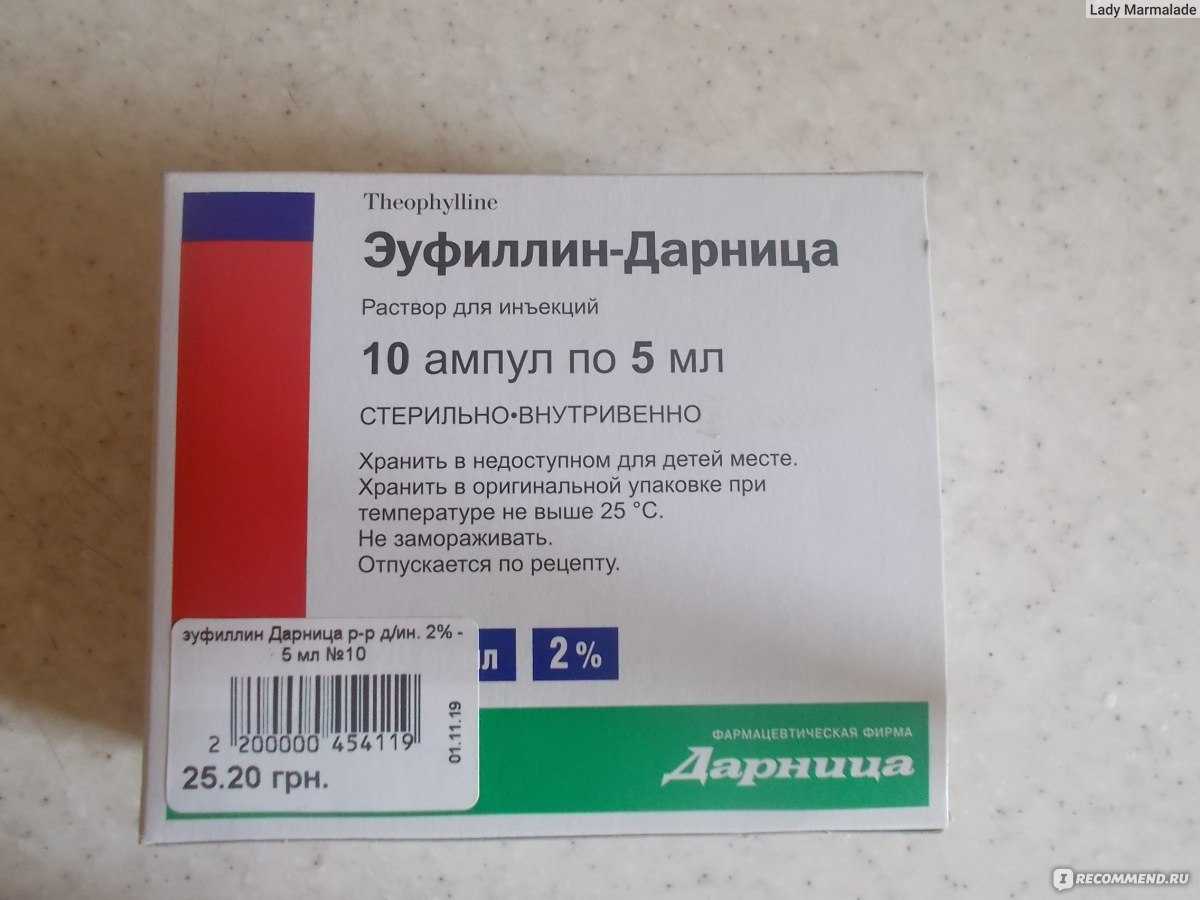 Lady Marmalade
Theophylline
Эуфиллин-Дарница
Раствор для инъекций
10 ампул по 5 мл
СТЕРИЛЬНО•ВНУТРИВЕННО
Хранить в недоступном для детей месте.
Хранить в оригинальной упаковке при
температуре не выше 25 °C.
Не замораживать.
Отпускается по рецепту.
2%
эуфиллин Дарница р-р д/ин. 2% -
5 мл №10
2 200000 454119
01.11.19
25.20 грн.
ФАРМАЦЕВТИЧЕСКАЯ ФИРМА
Дарница
IRECOMMEND.RU